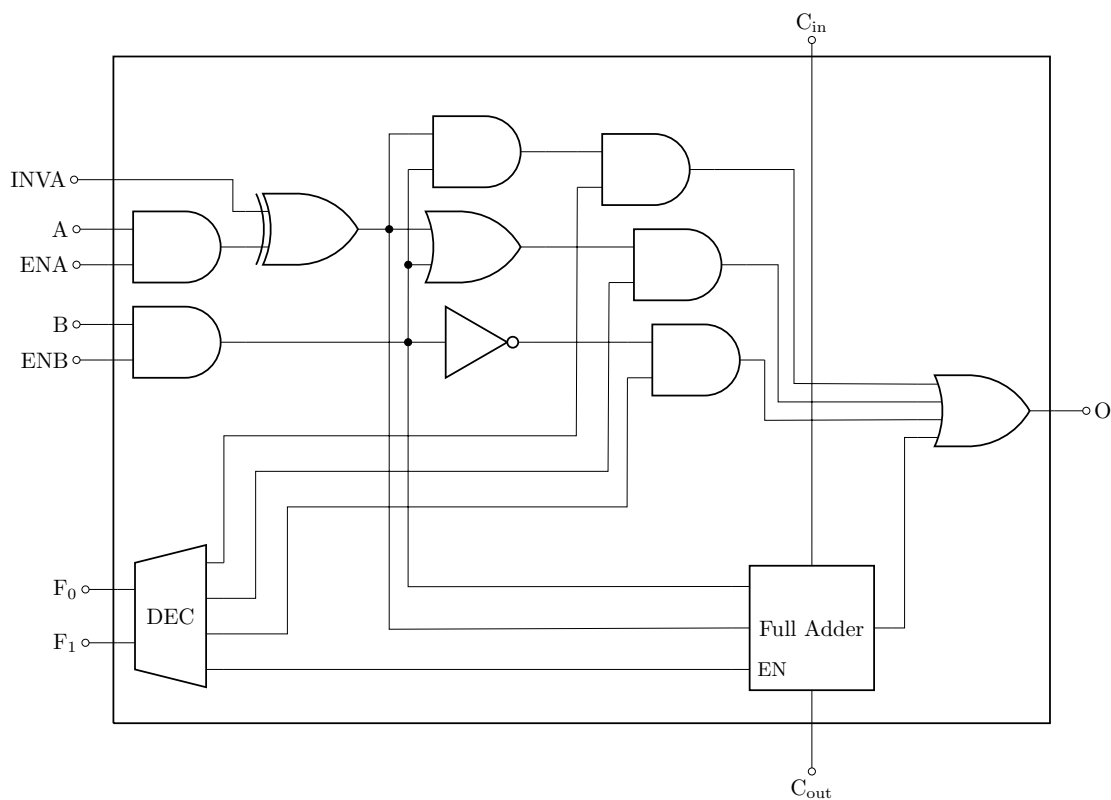 C_in
INVA
A
ENA
B
ENB
O
F_0
DEC
F_1
Full Adder
EN
C_out